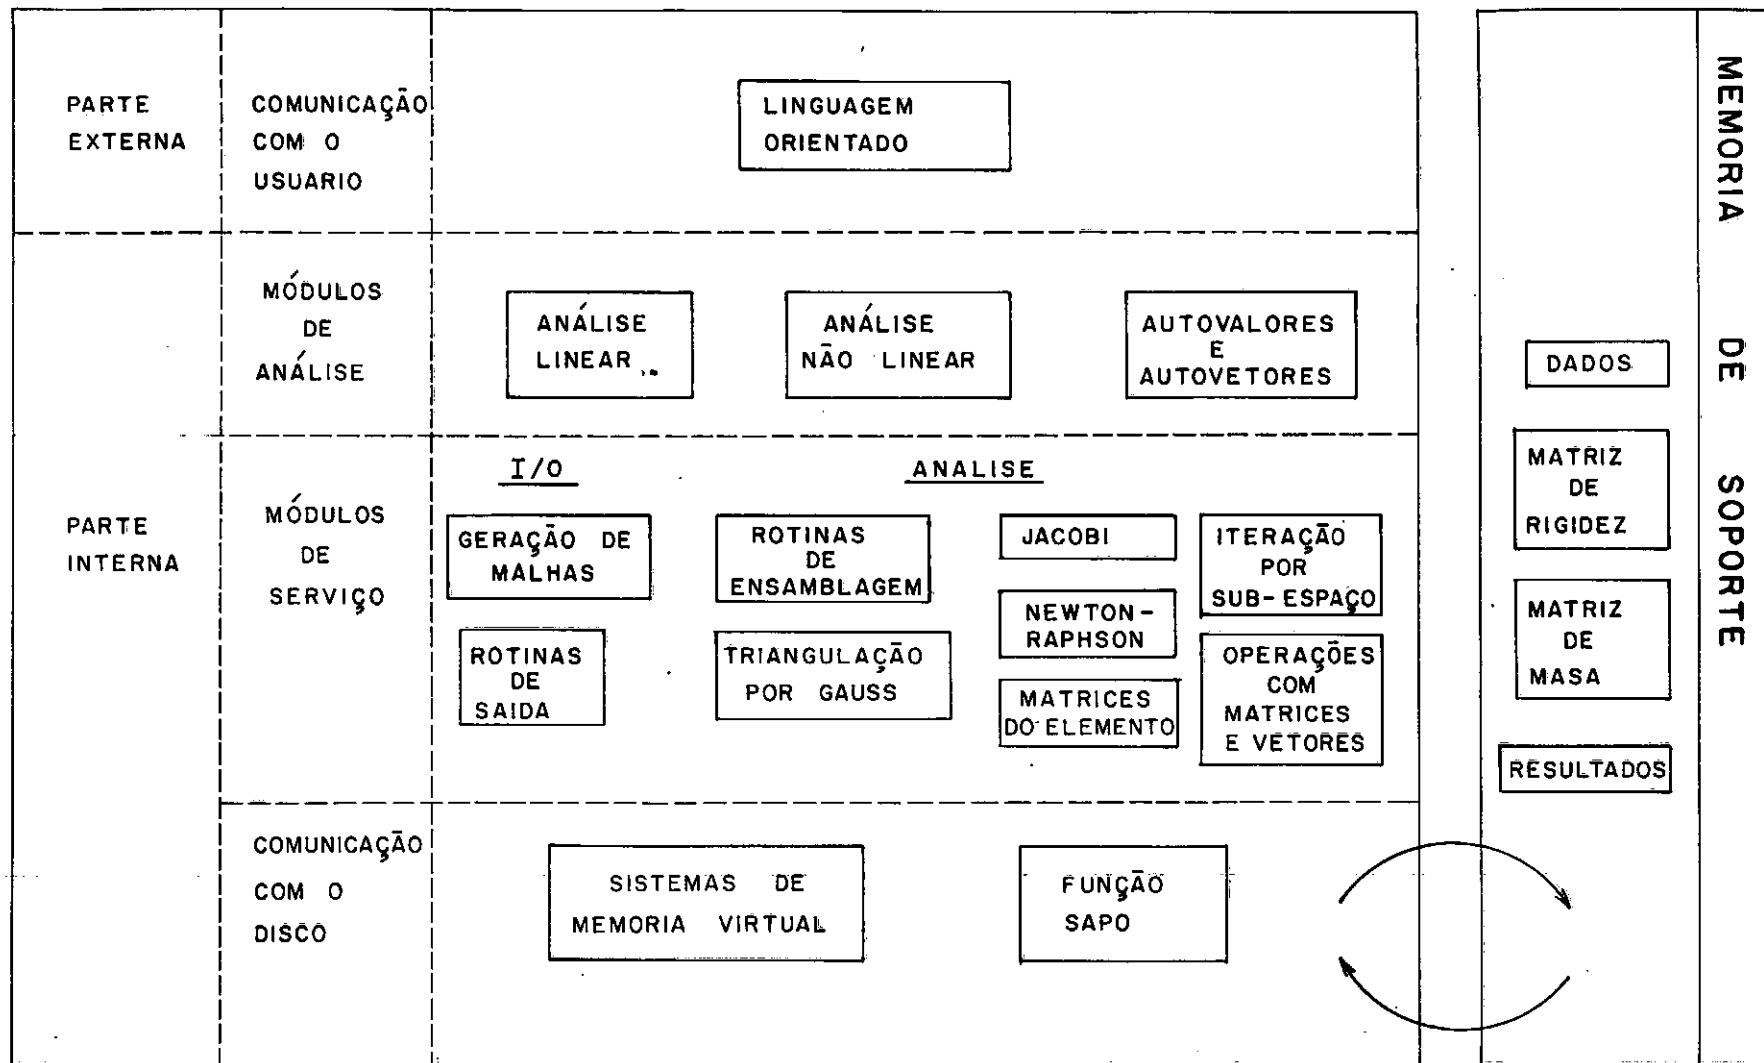 PARTE
EXTERNA
COMUNICAÇÃO
COM O
USUARIO
LINGUAGEM
ORIENTADO
PARTE
INTERNA
MÓDULOS
DE
ANÁLISE
ANÁLISE
LINEAR
ANÁLISE
NÃO LINEAR
AUTOVALORES
E
AUTOVETORES
MÓDULOS
DE
SERVIÇO
I/O
ANALISE
GERAÇÃO DE
MALHAS
ROTINAS
DE
SAIDA
ROTINAS
DE
ENSAMBLAGEM
TRIANGULAÇÃO
POR GAUSS
JACOBI
NEWTON-
RAPHSON
MATRICES
DO ELEMENTO
ITERAÇÃO
POR
SUB-ESPAÇO
OPERAÇÕES
COM
MATRICES
E VETORES
COMUNICAÇÃO
COM O
DISCO
SISTEMAS DE
MEMORIA VIRTUAL
FUNÇÃO
SAPO
DADOS
MATRIZ
DE
RIGIDEZ
MATRIZ
DE
MASA
RESULTADOS
MEMORIA DE SOPORTE